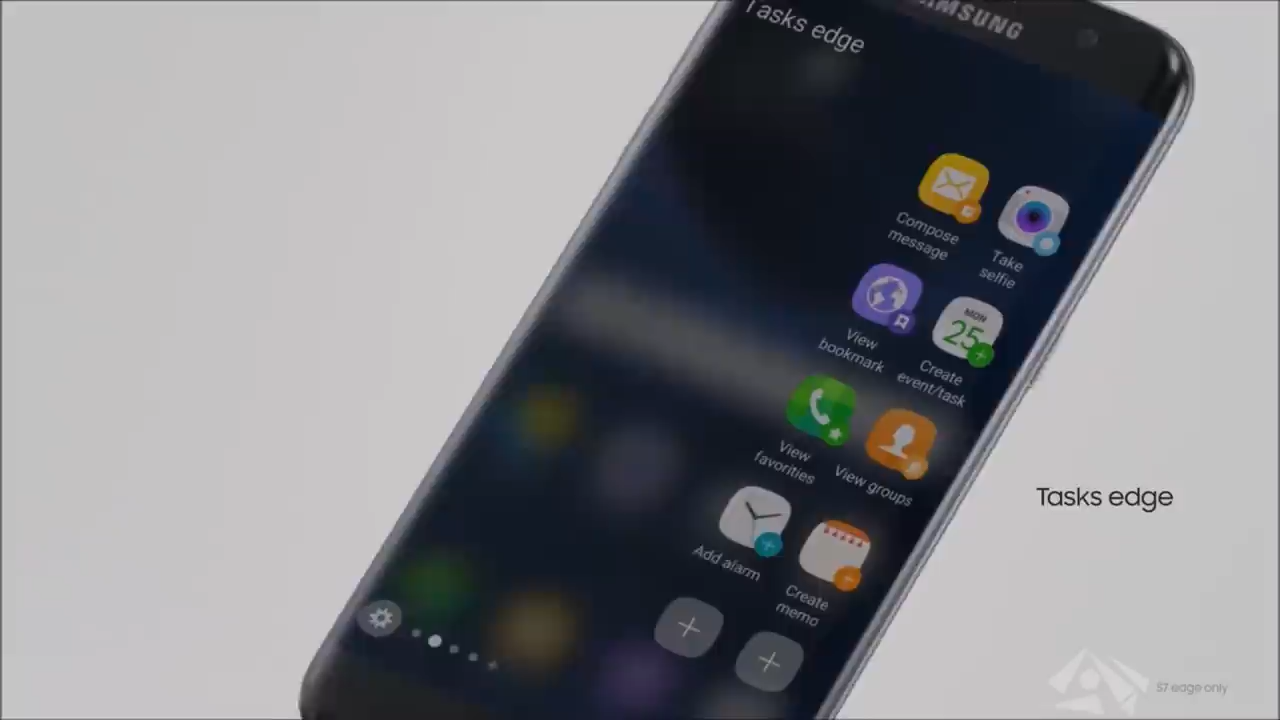 Tasks edge
SAMSUNG
Compose
message
Take
selfie
View
bookmark
MON
25
Create
event/task
View
favorites
View groups
Add alarm
Create
memo
Tasks edge
S7 edge only